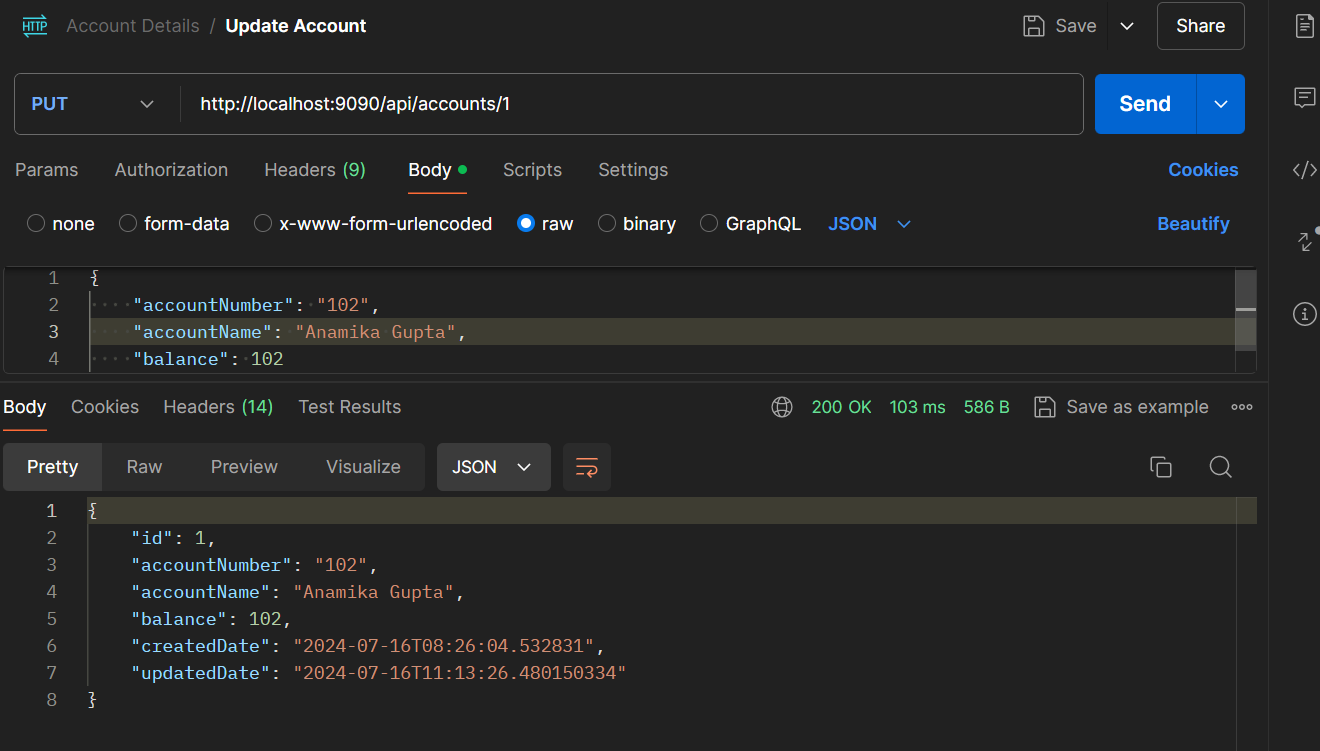 HTTP Account Details / Update Account Save Share
PUT http://localhost:9090/api/accounts/1 Send
Params Authorization Headers (9) Body Scripts Settings Cookies
none form-data x-www-form-urlencoded raw binary GraphQL JSON Beautify
1 {
2 "accountNumber": "102",
3 "accountName": "Anamika Gupta",
4 "balance": 102
Body Cookies Headers (14) Test Results 200 OK 103 ms 586 B Save as example
Pretty Raw Preview Visualize JSON
1 {
2 "id": 1,
3 "accountNumber": "102",
4 "accountName": "Anamika Gupta",
5 "balance": 102,
6 "createdDate": "2024-07-16T08:26:04.532831",
7 "updatedDate": "2024-07-16T11:13:26.480150334"
8 }